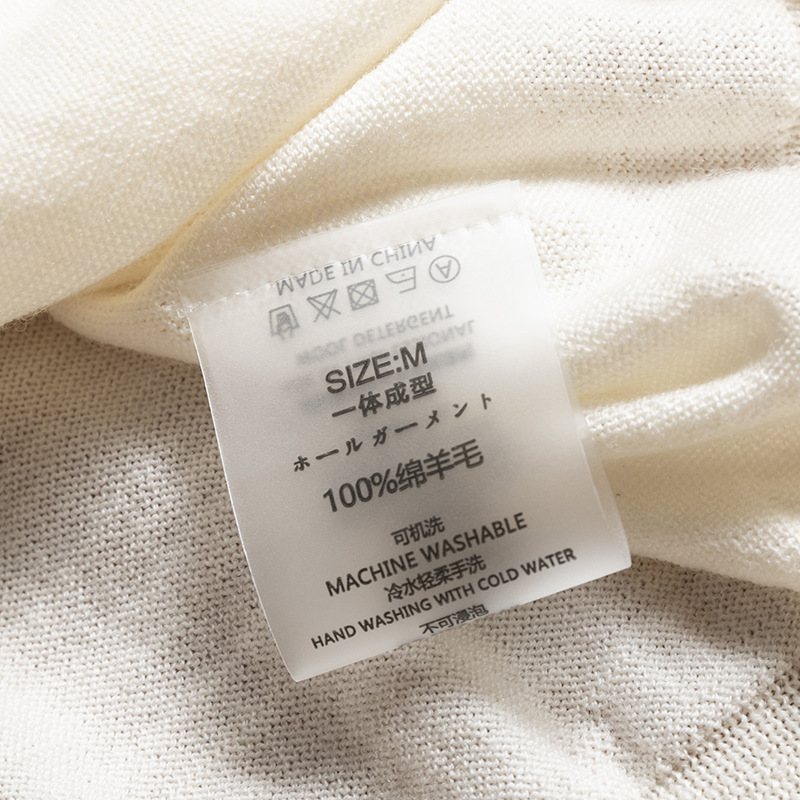 MADE IN CHINA
WOOL DETERGENT
SIZE:M
一体成型
ホールガーメント
100%绵羊毛
可机洗
MACHINE WASHABLE
冷水轻柔手洗
HAND WASHING WITH COLD WATER
不可浸泡